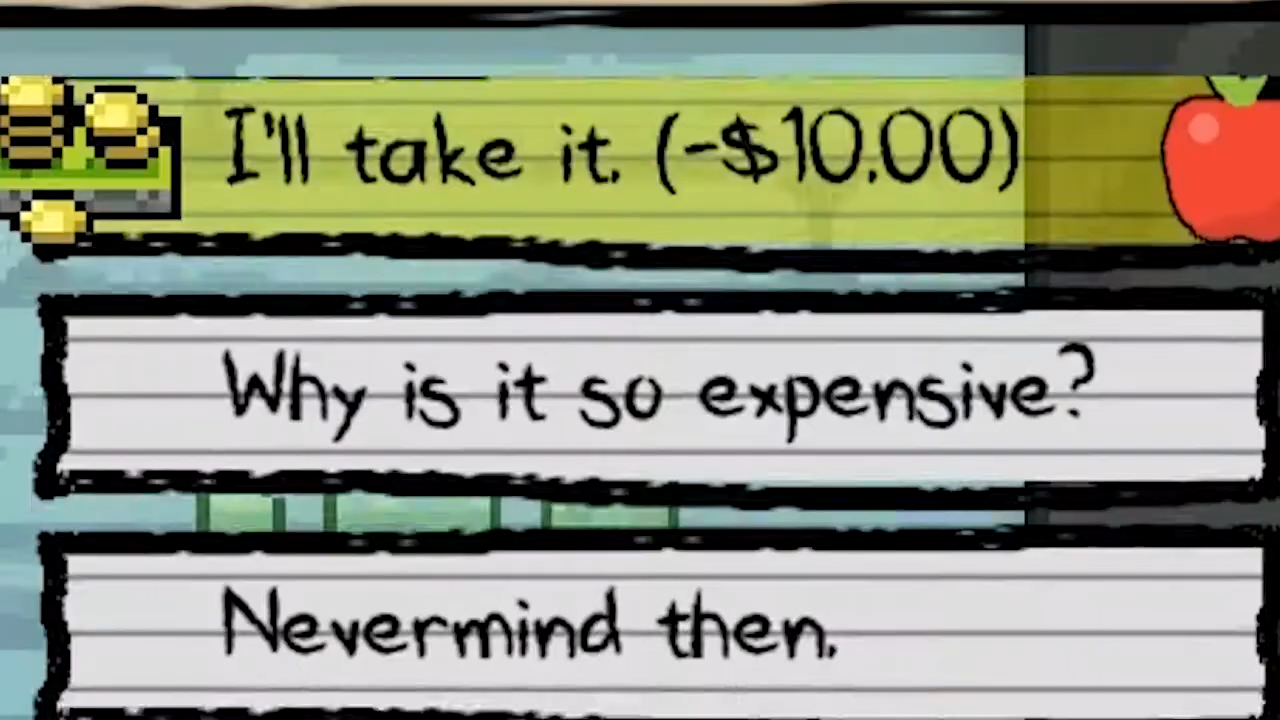 I'll take it. (-$10.00)
Why is it so expensive?
Nevermind then.